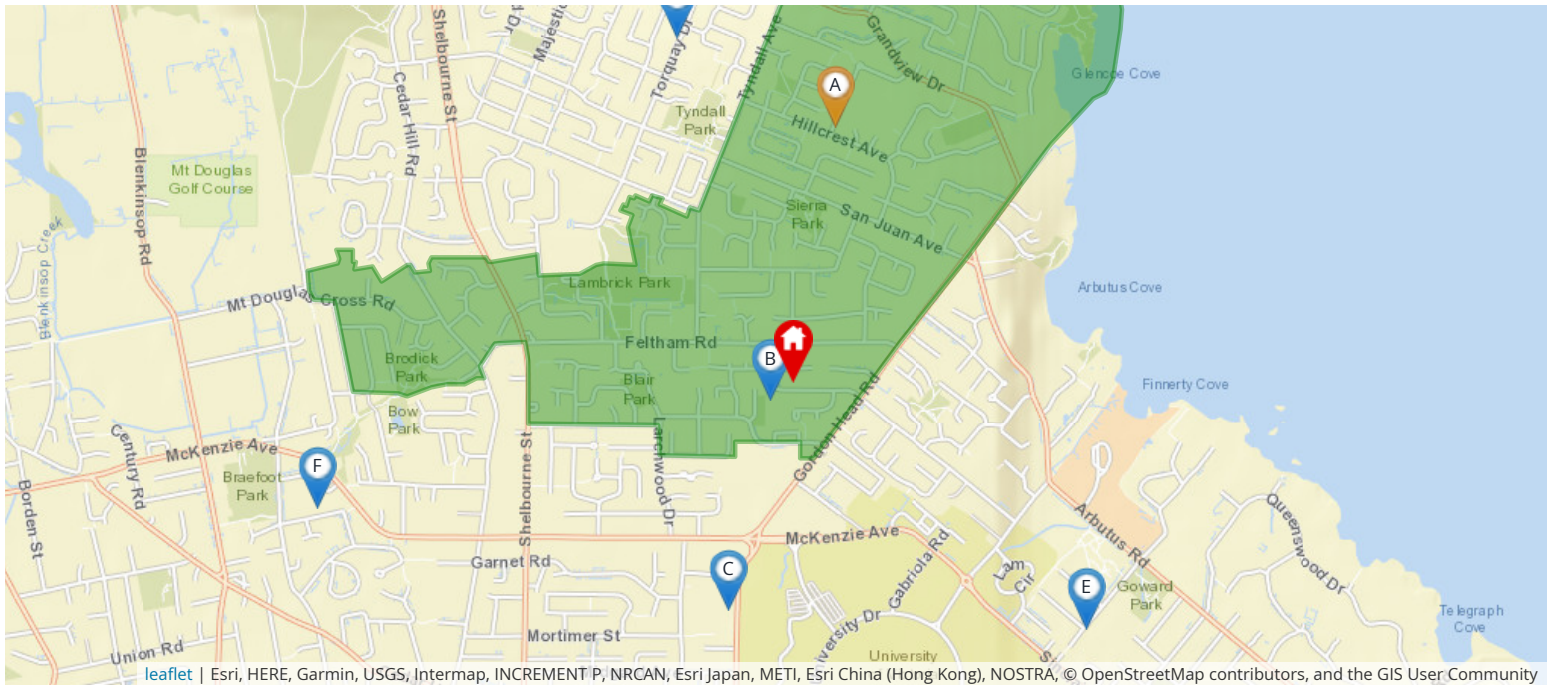 Shelbourne St
d Dr
Majestic
Torquay Dr
Tyndall Ave
Grandview Dr
Glencoe Cove
A
Cedar Hill Rd
Tyndall
Park
Hillcrest Ave
Blenkinsop Rd
Mt Douglas
Golf Course
Sierra
Park
San Juan Ave
Blenkinsop Creek
Lambrick Park
Arbutus Cove
Mt Douglas Cross Rd
Feltham Rd
B
Brodick
Park
Blair
Park
Finnerty Cove
Bow
Park
Gordon Head Rd
Larchwood Dr
Century Rd
McKenzie Ave
F
Braefoot
Park
Borden St
Shelbourne St
McKenzie Ave
Arbutus Rd
Queenswood Dr
Garnet Rd
C
Gabriola Rd
Lam
Cir
E
Goward
Park
Telegraph
Cove
Mortimer St
University Dr
Union Rd
University
leaflet | Esri, HERE, Garmin, USGS, Intermap, INCREMENT P, NRCAN, Esri Japan, METI, Esri China (Hong Kong), NOSTRA, © OpenStreetMap contributors, and the GIS User Community